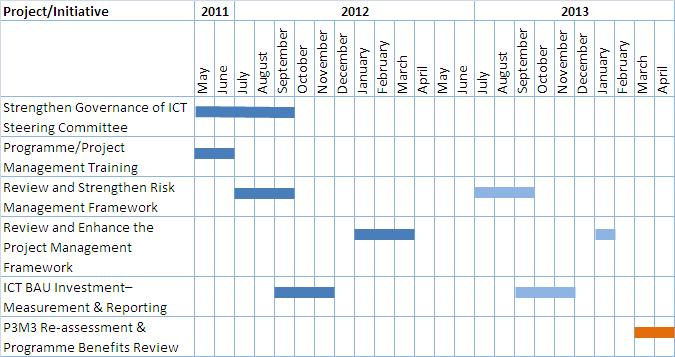 Project/Initiative 2011 2012 2013
May June July August September October November December January February March April May June July August September October November December January February March April
Strengthen Governance of ICT
Steering Committee
Programme/Project
Management Training
Review and Strengthen Risk
Management Framework
Review and Enhance the
Project Management
Framework
ICT BAU Investment–
Measurement & Reporting
P3M3 Re-assessment &
Programme Benefits Review